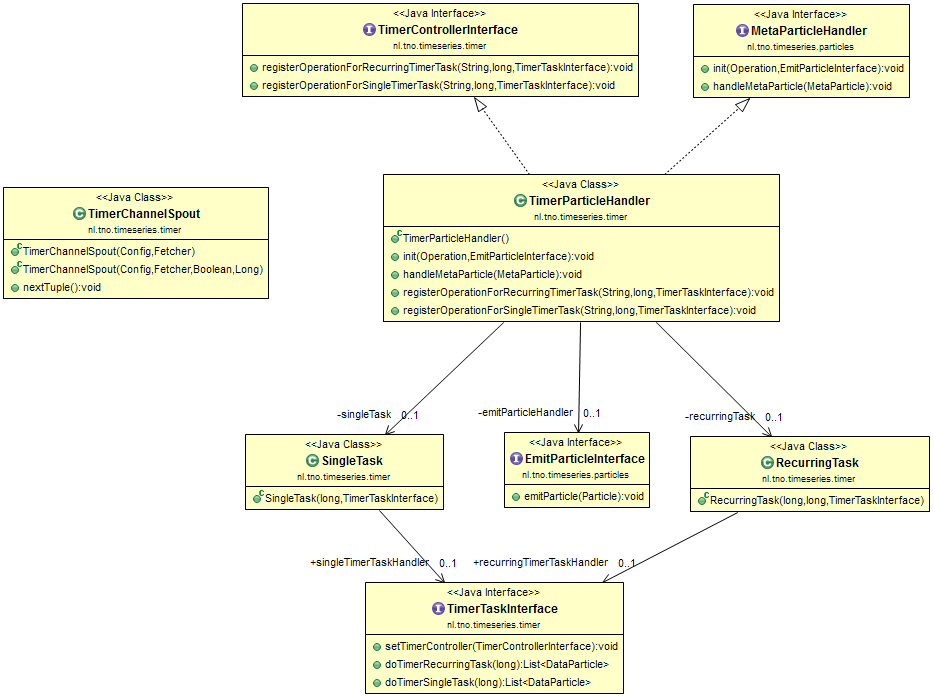 <<Java Interface>>
TimerControllerInterface
nl.tno.timeseries.timer
registerOperationForRecurringTimerTask(String,long,TimerTaskInterface):void
registerOperationForSingleTimerTask(String,long,TimerTaskInterface):void
<<Java Interface>>
MetaParticleHandler
nl.tno.timeseries.particles
init(Operation,EmitParticleInterface):void
handleMetaParticle(MetaParticle):void
<<Java Class>>
TimerChannelSpout
nl.tno.timeseries.timer
TimerChannelSpout(Config,Fetcher)
TimerChannelSpout(Config,Fetcher,Boolean,Long)
nextTuple():void
<<Java Class>>
TimerParticleHandler
nl.tno.timeseries.timer
TimerParticleHandler()
init(Operation,EmitParticleInterface):void
handleMetaParticle(MetaParticle):void
registerOperationForRecurringTimerTask(String,long,TimerTaskInterface):void
registerOperationForSingleTimerTask(String,long,TimerTaskInterface):void
-singleTask 0..1
-emitParticleHandler 0..1
-recurringTask 0..1
<<Java Class>>
SingleTask
nl.tno.timeseries.timer
SingleTask(long,TimerTaskInterface)
<<Java Interface>>
EmitParticleInterface
nl.tno.timeseries.particles
emitParticle(Particle):void
<<Java Class>>
RecurringTask
nl.tno.timeseries.timer
RecurringTask(long,long,TimerTaskInterface)
+singleTimerTaskHandler 0..1
+recurringTimerTaskHandler 0..1
<<Java Interface>>
TimerTaskInterface
nl.tno.timeseries.timer
setTimerController(TimerControllerInterface):void
doTimerRecurringTask(long):List<DataParticle>
doTimerSingleTask(long):List<DataParticle>